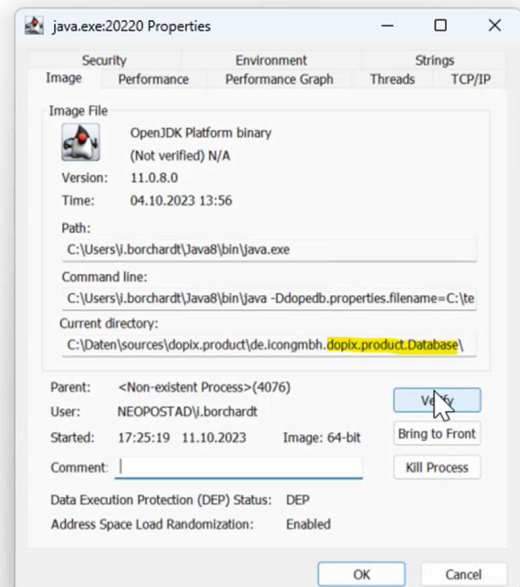 java.exe:20220 Properties
Security Environment Strings
Image Performance Performance Graph Threads TCP/IP
Image File
OpenJDK Platform binary
(Not verified) N/A
Version: 11.0.8.0
Time: 04.10.2023 13:56
Path:
C:\Users\i.borchardt\Java8\bin\java.exe
Command line:
C:\Users\i.borchardt\Java8\bin\java -Ddopedb.properties.filename=C:\te
Current directory:
C:\Daten\sources\dopix.product\de.icongmbh.dopix.product.Database\
Parent: <Non-existent Process>(4076)
Verify
User: NEOPOSTAD\i.borchardt
Started: 17:25:19 11.10.2023 Image: 64-bit
Bring to Front
Comment:
Kill Process
Data Execution Protection (DEP) Status: DEP
Address Space Load Randomization: Enabled
OK Cancel